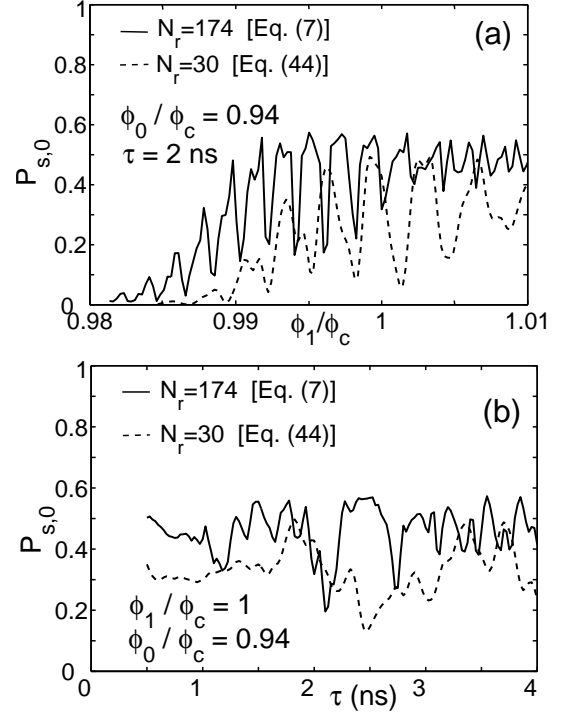 1
0.8
0.6
0.4
0.2
0
P_{s,0}
N_r=174 [Eq. (7)]
N_r=30 [Eq. (44)]
(a)
ϕ_0 / ϕ_c = 0.94
τ = 2 ns
0.98 0.99 1 1.01
ϕ_1/ϕ_c
1
0.8
0.6
0.4
0.2
0
P_{s,0}
N_r=174 [Eq. (7)]
N_r=30 [Eq. (44)]
(b)
ϕ_1 / ϕ_c = 1
ϕ_0 / ϕ_c = 0.94
0 1 2 3 4
τ (ns)